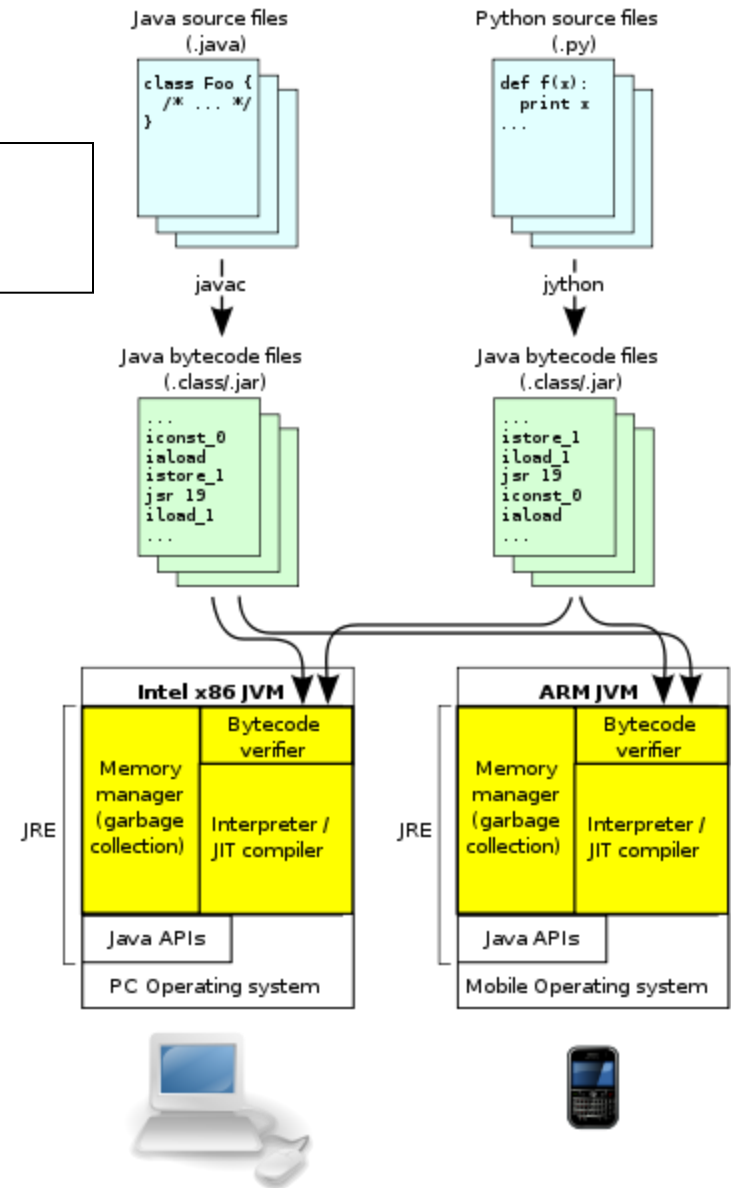 Java source files
(.java)
class Foo {
/* ... */
}
Python source files
(.py)
def f(x):
print x
...
javac
jython
Java bytecode files
(.class/.jar)
...
iconst_0
iaload
istore_1
jsr 19
iload_1
...
Java bytecode files
(.class/.jar)
...
istore_1
iload_1
jsr 19
iconst_0
iaload
...
Intel x86 JVM
Bytecode
verifier
Memory
manager
(garbage
collection)
Interpreter /
JIT compiler
JRE
Java APIs
PC Operating system
ARM JVM
Bytecode
verifier
Memory
manager
(garbage
collection)
Interpreter /
JIT compiler
JRE
Java APIs
Mobile Operating system